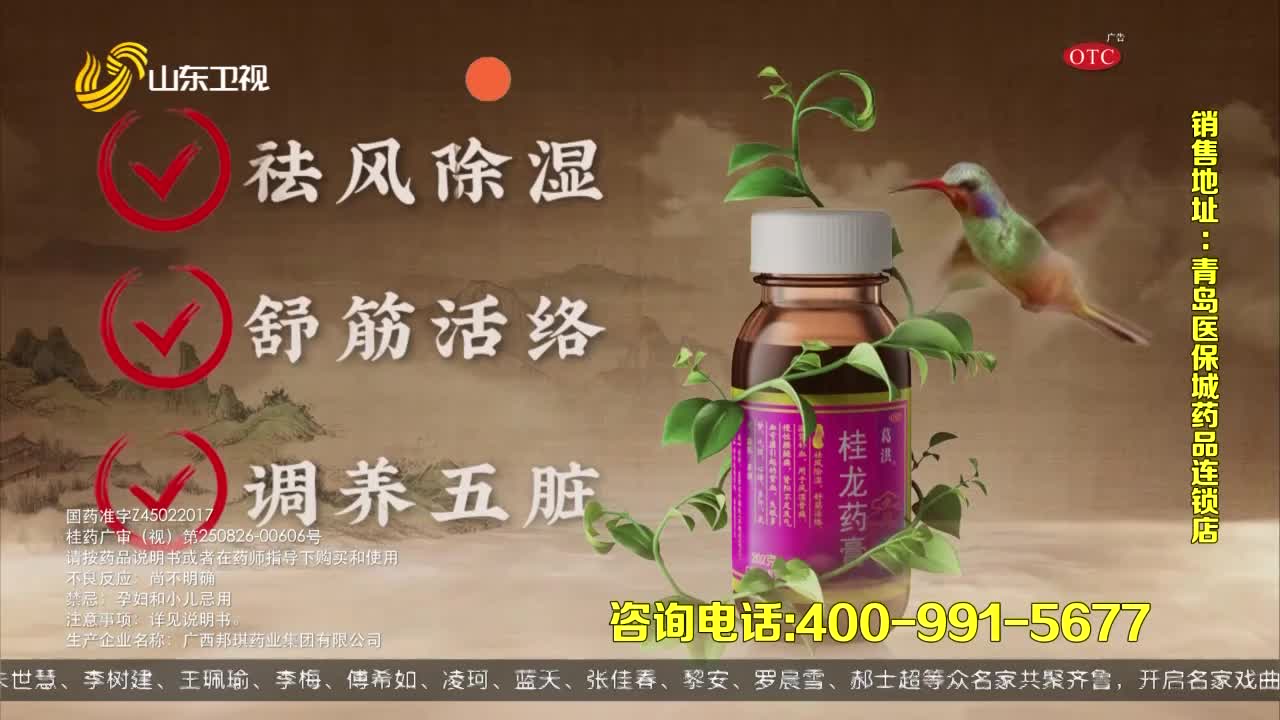 山东卫视
广告
OTC
祛风除湿
舒筋活络
调养五脏
销售地址：青岛医保城药品连锁店
葛洪
桂龙药膏
祛风除湿，舒筋活络，
国药准字Z45022017
桂药广审（视）第250826-00606号
请按药品说明书或者在药师指导下购买和使用
不良反应：尚不明确
禁忌：孕妇和小儿忌用
注意事项：详见说明书。
生产企业名称：广西邦琪药业集团有限公司
咨询电话:400-991-5677
朱世慧、李树建、王珮瑜、李梅、傅希如、凌珂、蓝天、张佳春、黎安、罗晨雪、郝士超等众名家共聚齐鲁，开启名家戏曲